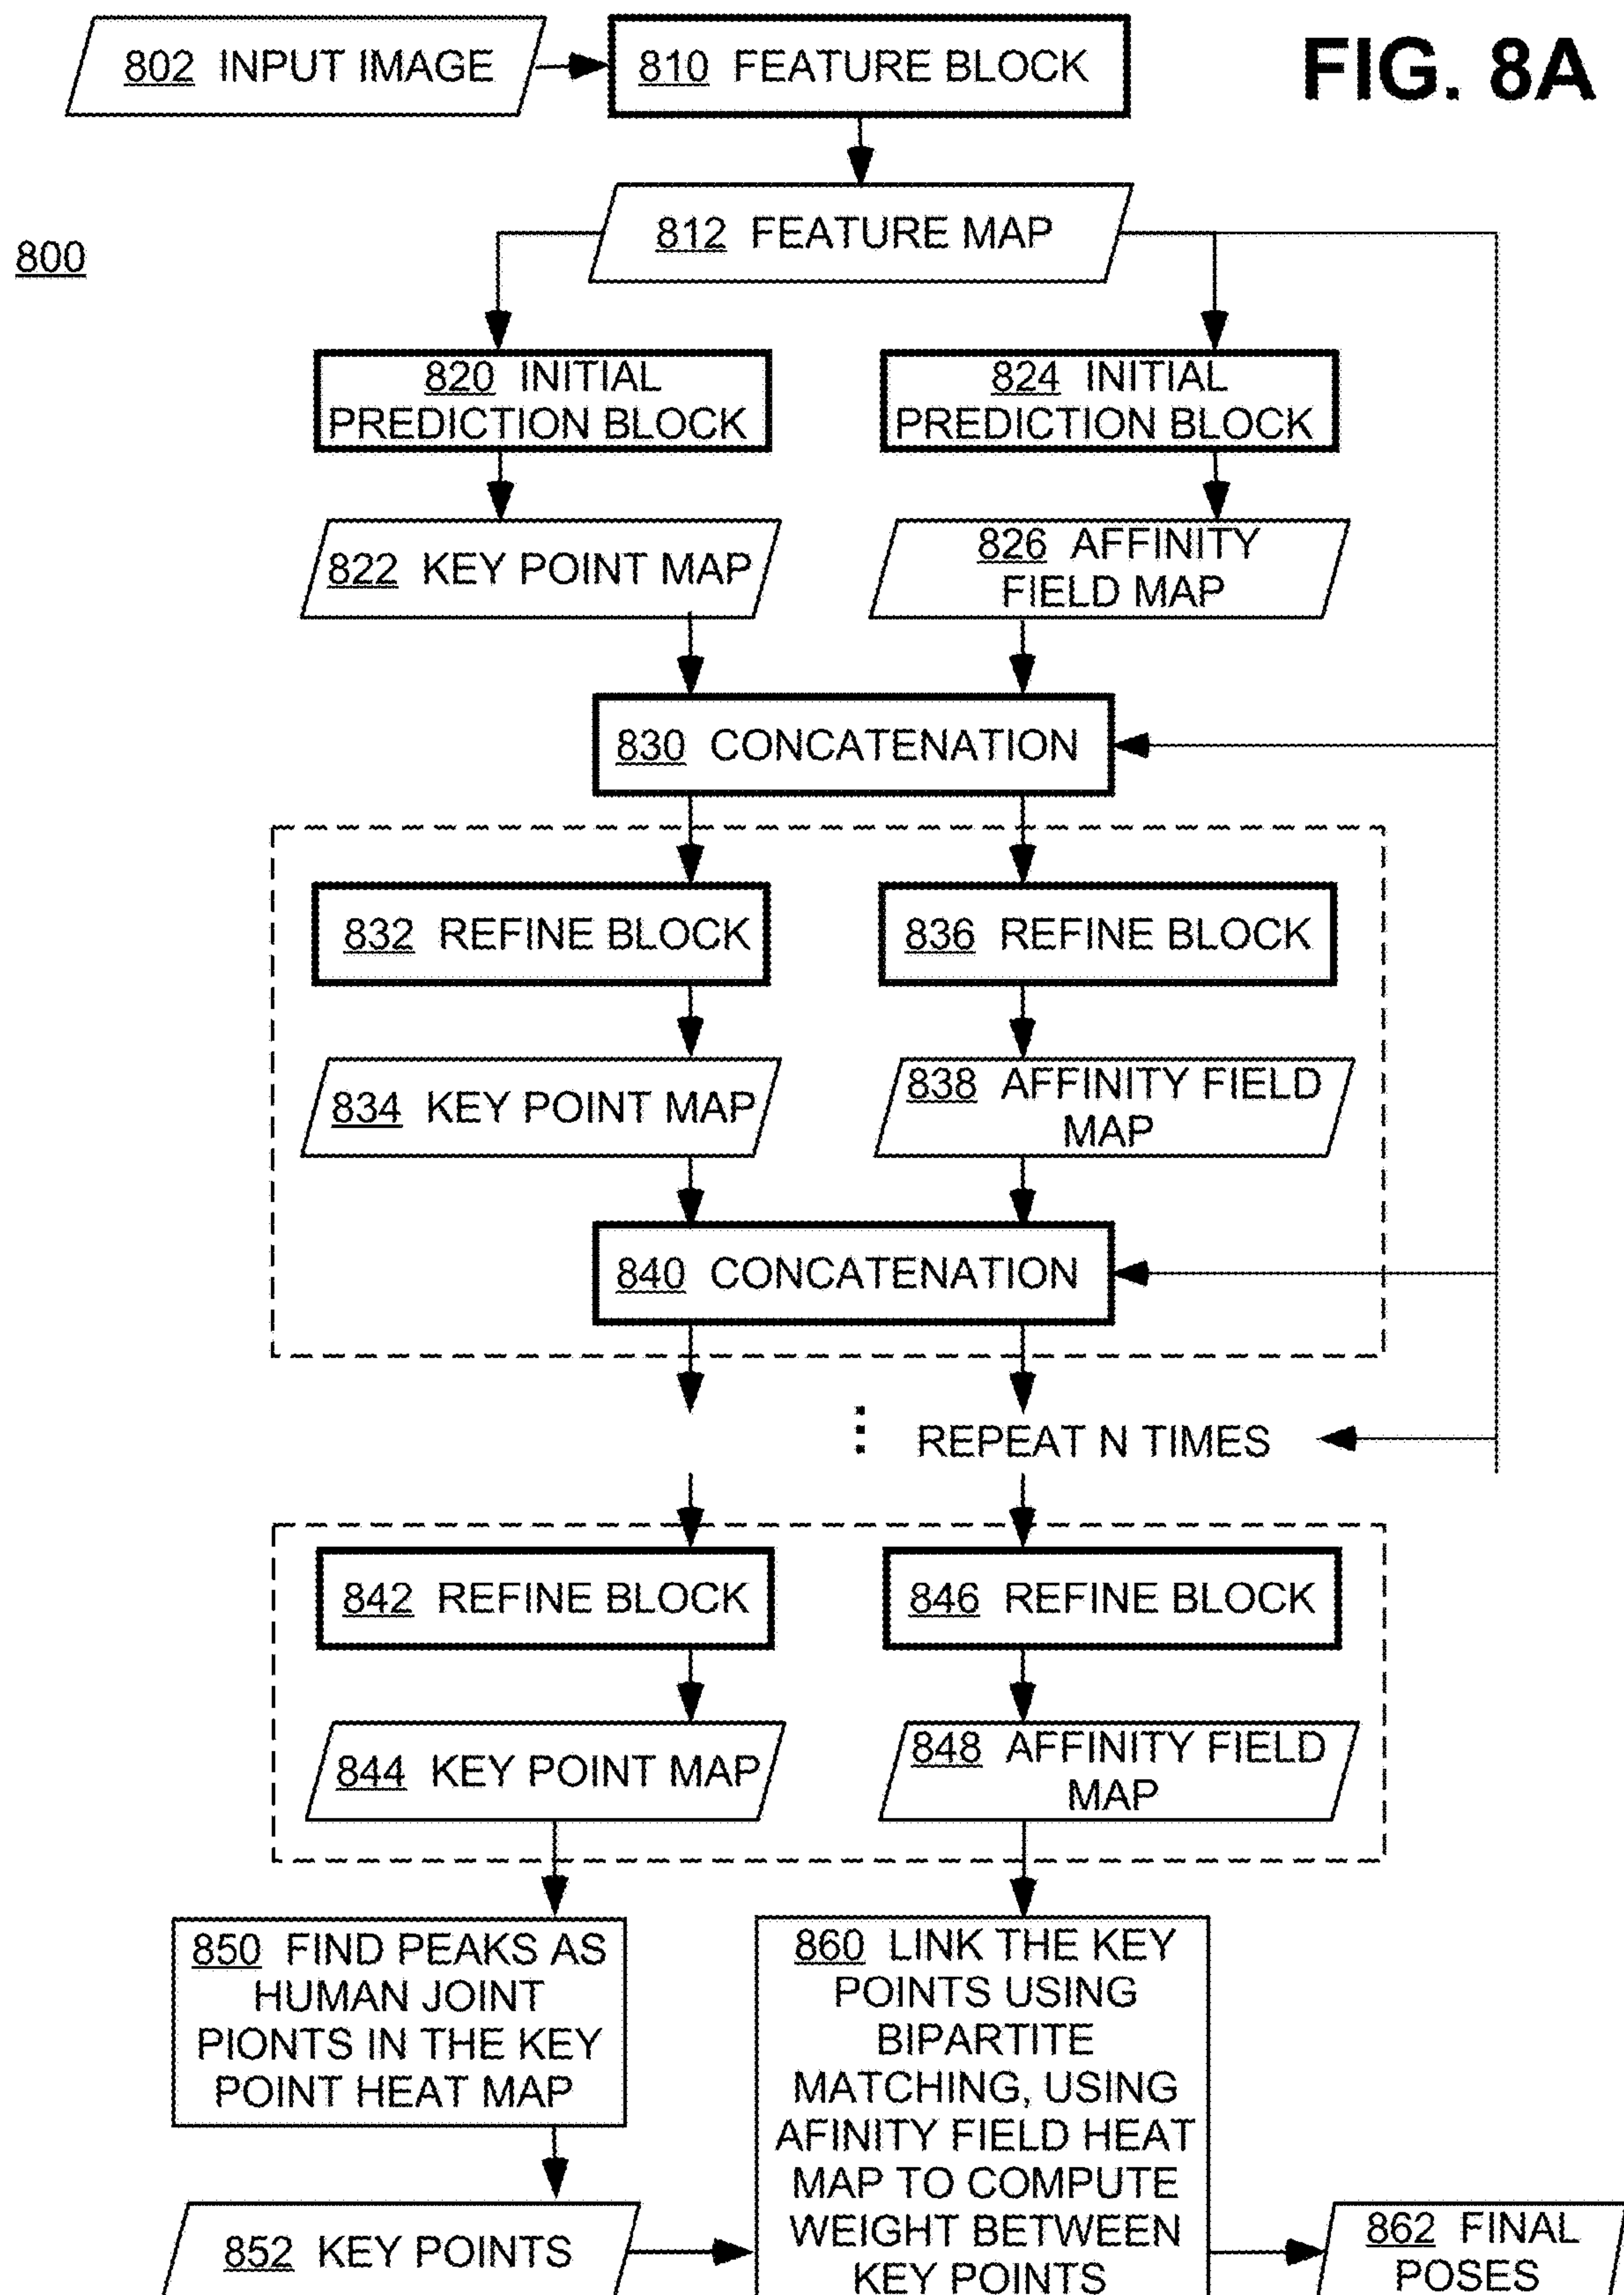 802 INPUT IMAGE
810 FEATURE BLOCK
FIG. 8A
812 FEATURE MAP
800
820 INITIAL
PREDICTION BLOCK
824 INITIAL
PREDICTION BLOCK
822 KEY POINT MAP
826 AFFINITY
FIELD MAP
830 CONCATENATION
832 REFINE BLOCK
836 REFINE BLOCK
834 KEY POINT MAP
838 AFFINITY FIELD
MAP
840 CONCATENATION
⋮ REPEAT N TIMES
842 REFINE BLOCK
846 REFINE BLOCK
844 KEY POINT MAP
848 AFFINITY FIELD
MAP
850 FIND PEAKS AS
HUMAN JOINT
PIONTS IN THE KEY
POINT HEAT MAP
860 LINK THE KEY
POINTS USING
BIPARTITE
MATCHING, USING
AFINITY FIELD HEAT
MAP TO COMPUTE
WEIGHT BETWEEN
KEY POINTS
852 KEY POINTS
862 FINAL
POSES